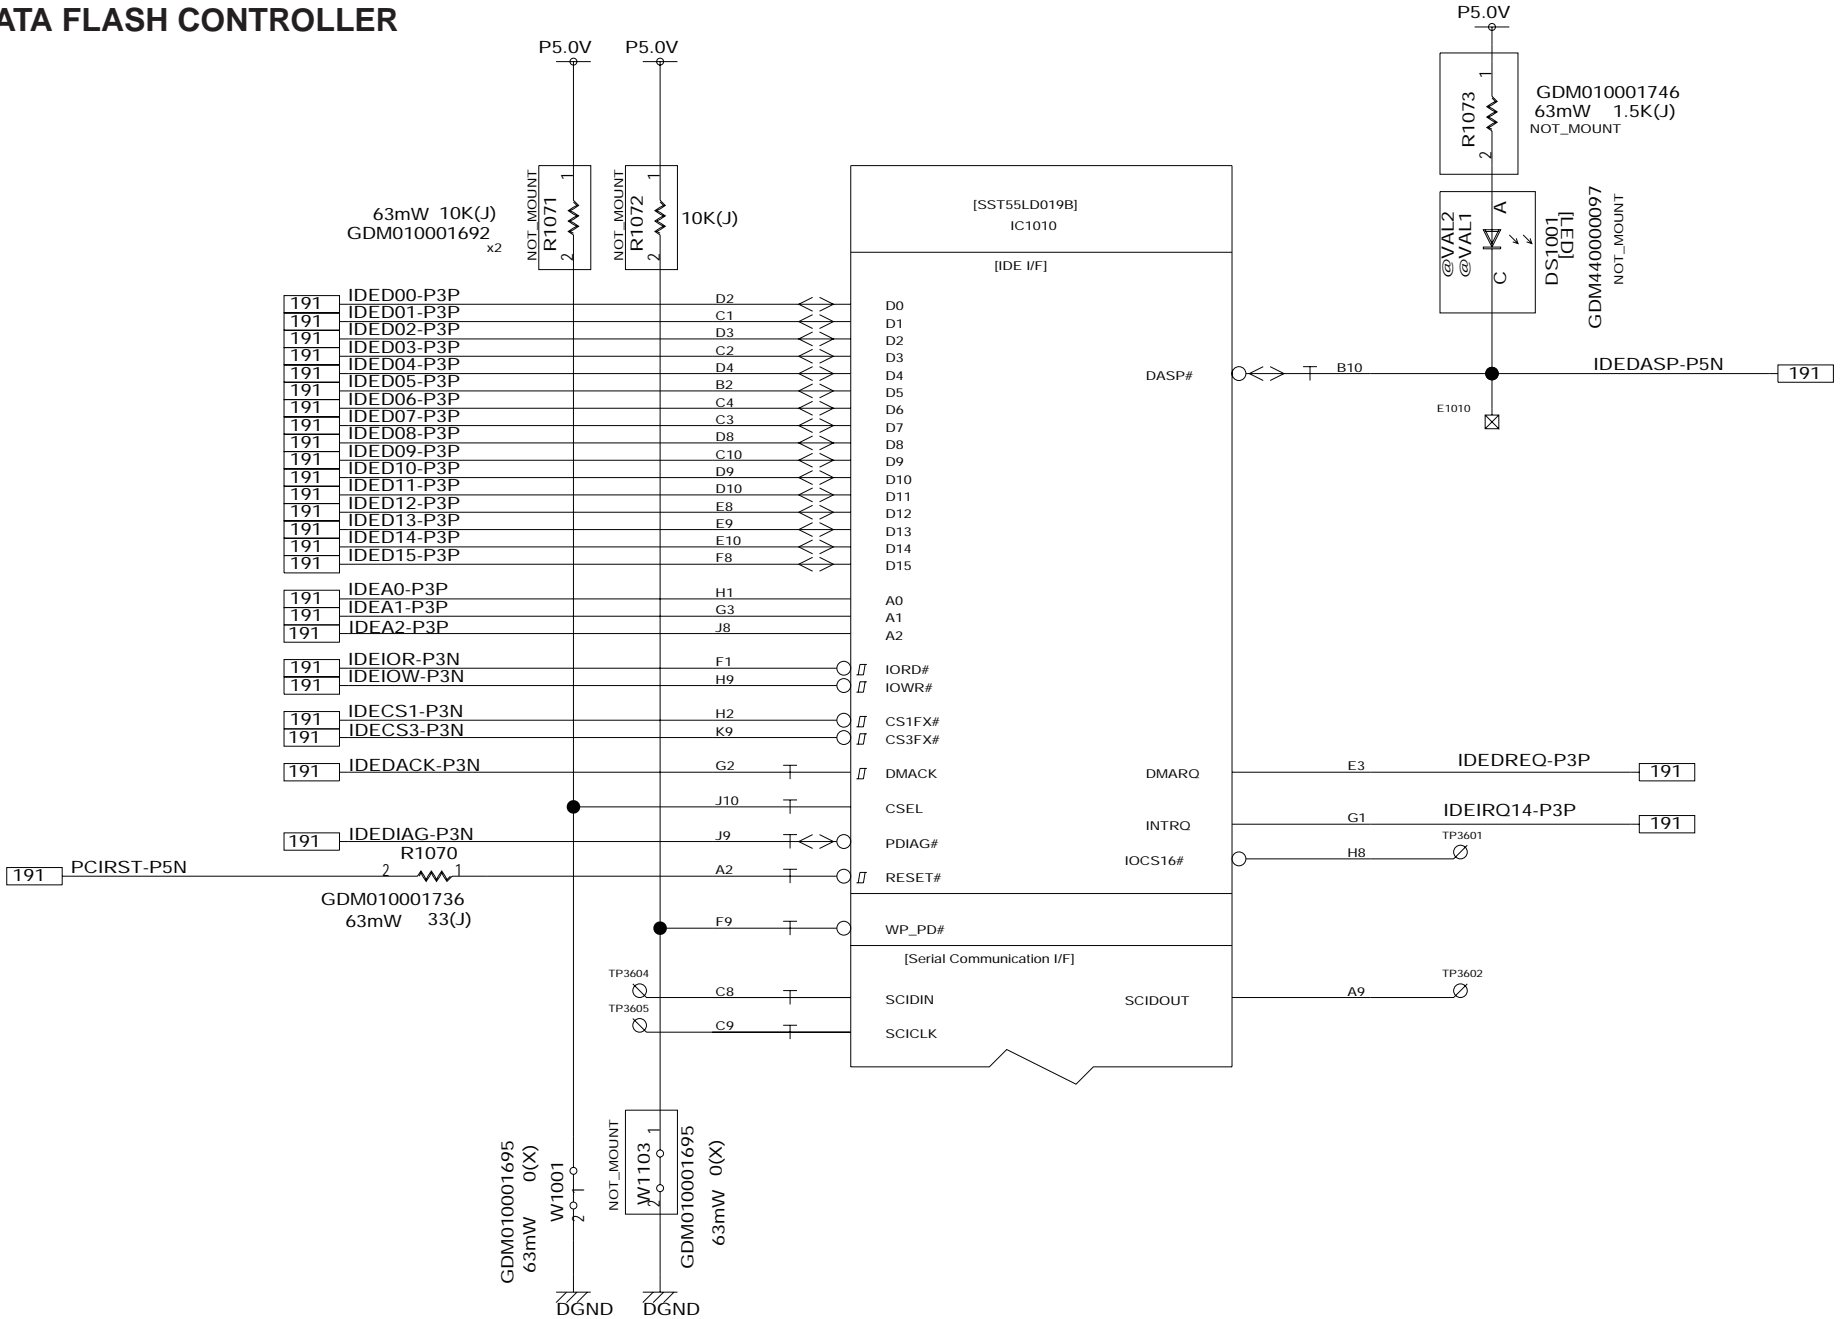 ATA FLASH CONTROLLER
P5.0V
P5.0V
P5.0V
R1073
1
2
GDM010001746
63mW 1.5K(J)
NOT_MOUNT
63mW 10K(J)
GDM010001692
x2
NOT_MOUNT
R1071
1
2
NOT_MOUNT
R1072
1
2
10K(J)
[SST55LD019B]
IC1010
[IDE I/F]
@VAL2
@VAL1
A
C
DS1001
[LED]
GDM440000097
NOT_MOUNT
191 IDED00-P3P D2 D0
191 IDED01-P3P C1 D1
191 IDED02-P3P D3 D2
191 IDED03-P3P C2 D3
191 IDED04-P3P D4 D4
191 IDED05-P3P B2 D5
191 IDED06-P3P C4 D6
191 IDED07-P3P C3 D7
191 IDED08-P3P D8 D8
191 IDED09-P3P C10 D9
191 IDED10-P3P D9 D10
191 IDED11-P3P D10 D11
191 IDED12-P3P E8 D12
191 IDED13-P3P E9 D13
191 IDED14-P3P E10 D14
191 IDED15-P3P F8 D15
DASP# B10 IDEDASP-P5N 191
E1010
191 IDEA0-P3P H1 A0
191 IDEA1-P3P G3 A1
191 IDEA2-P3P J8 A2
191 IDEIOR-P3N F1 IORD#
191 IDEIOW-P3N H9 IOWR#
191 IDECS1-P3N H2 CS1FX#
191 IDECS3-P3N K9 CS3FX#
191 IDEDACK-P3N G2 DMACK
DMARQ E3 IDEDREQ-P3P 191
J10 CSEL
INTRQ G1 IDEIRQ14-P3P 191
191 IDEDIAG-P3N J9 PDIAG#
IOCS16# H8 TP3601
191 PCIRST-P5N 2 R1070 1 A2 RESET#
GDM010001736
63mW 33(J)
F9 WP_PD#
[Serial Communication I/F]
TP3604 C8 SCIDIN
SCIDOUT A9 TP3602
TP3605 C9 SCICLK
GDM010001695
63mW 0(X)
W1001
1
2
NOT_MOUNT
W1103
1
2
GDM010001695
63mW 0(X)
DGND
DGND